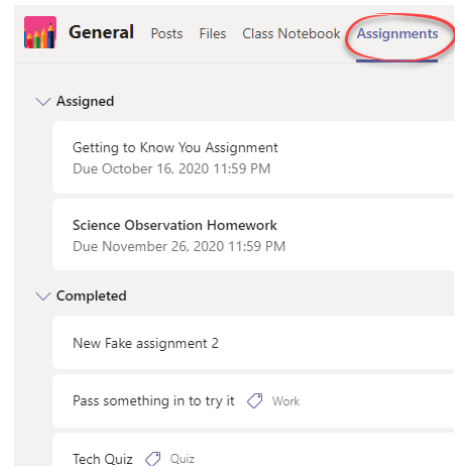 General Posts Files Class Notebook Assignments
Assigned
Getting to Know You Assignment
Due October 16, 2020 11:59 PM
Science Observation Homework
Due November 26, 2020 11:59 PM
Completed
New Fake assignment 2
Pass something in to try it Work
Tech Quiz Quiz